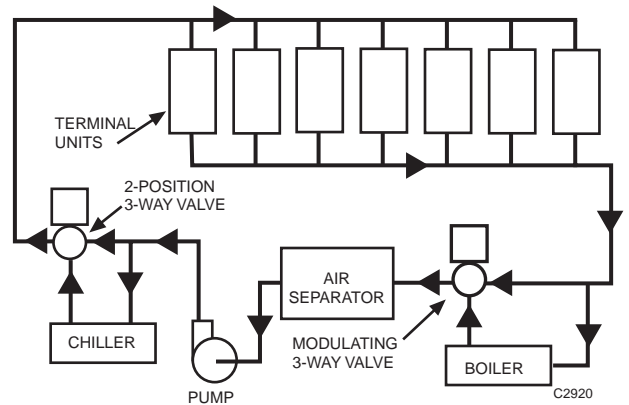 TERMINAL
UNITS
2-POSITION
3-WAY VALVE
AIR
SEPARATOR
CHILLER
MODULATING
3-WAY VALVE
BOILER
PUMP
C2920